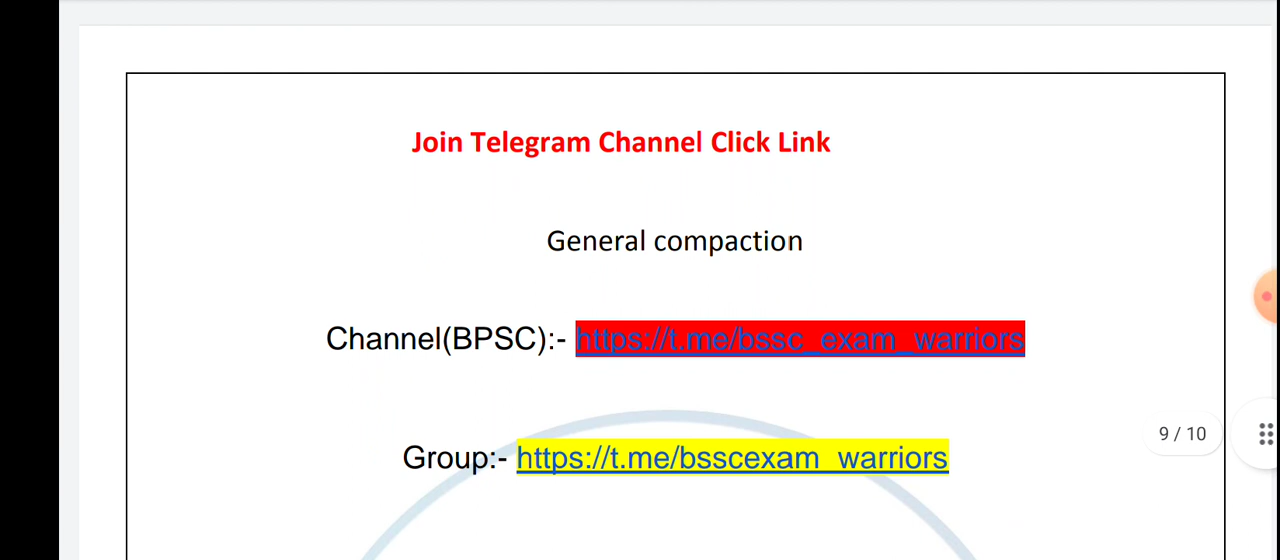 Join Telegram Channel Click Link
General compaction
Channel(BPSC):- https://t.me/bssc_exam_warriors
9 / 10
Group:- https://t.me/bsscexam_warriors